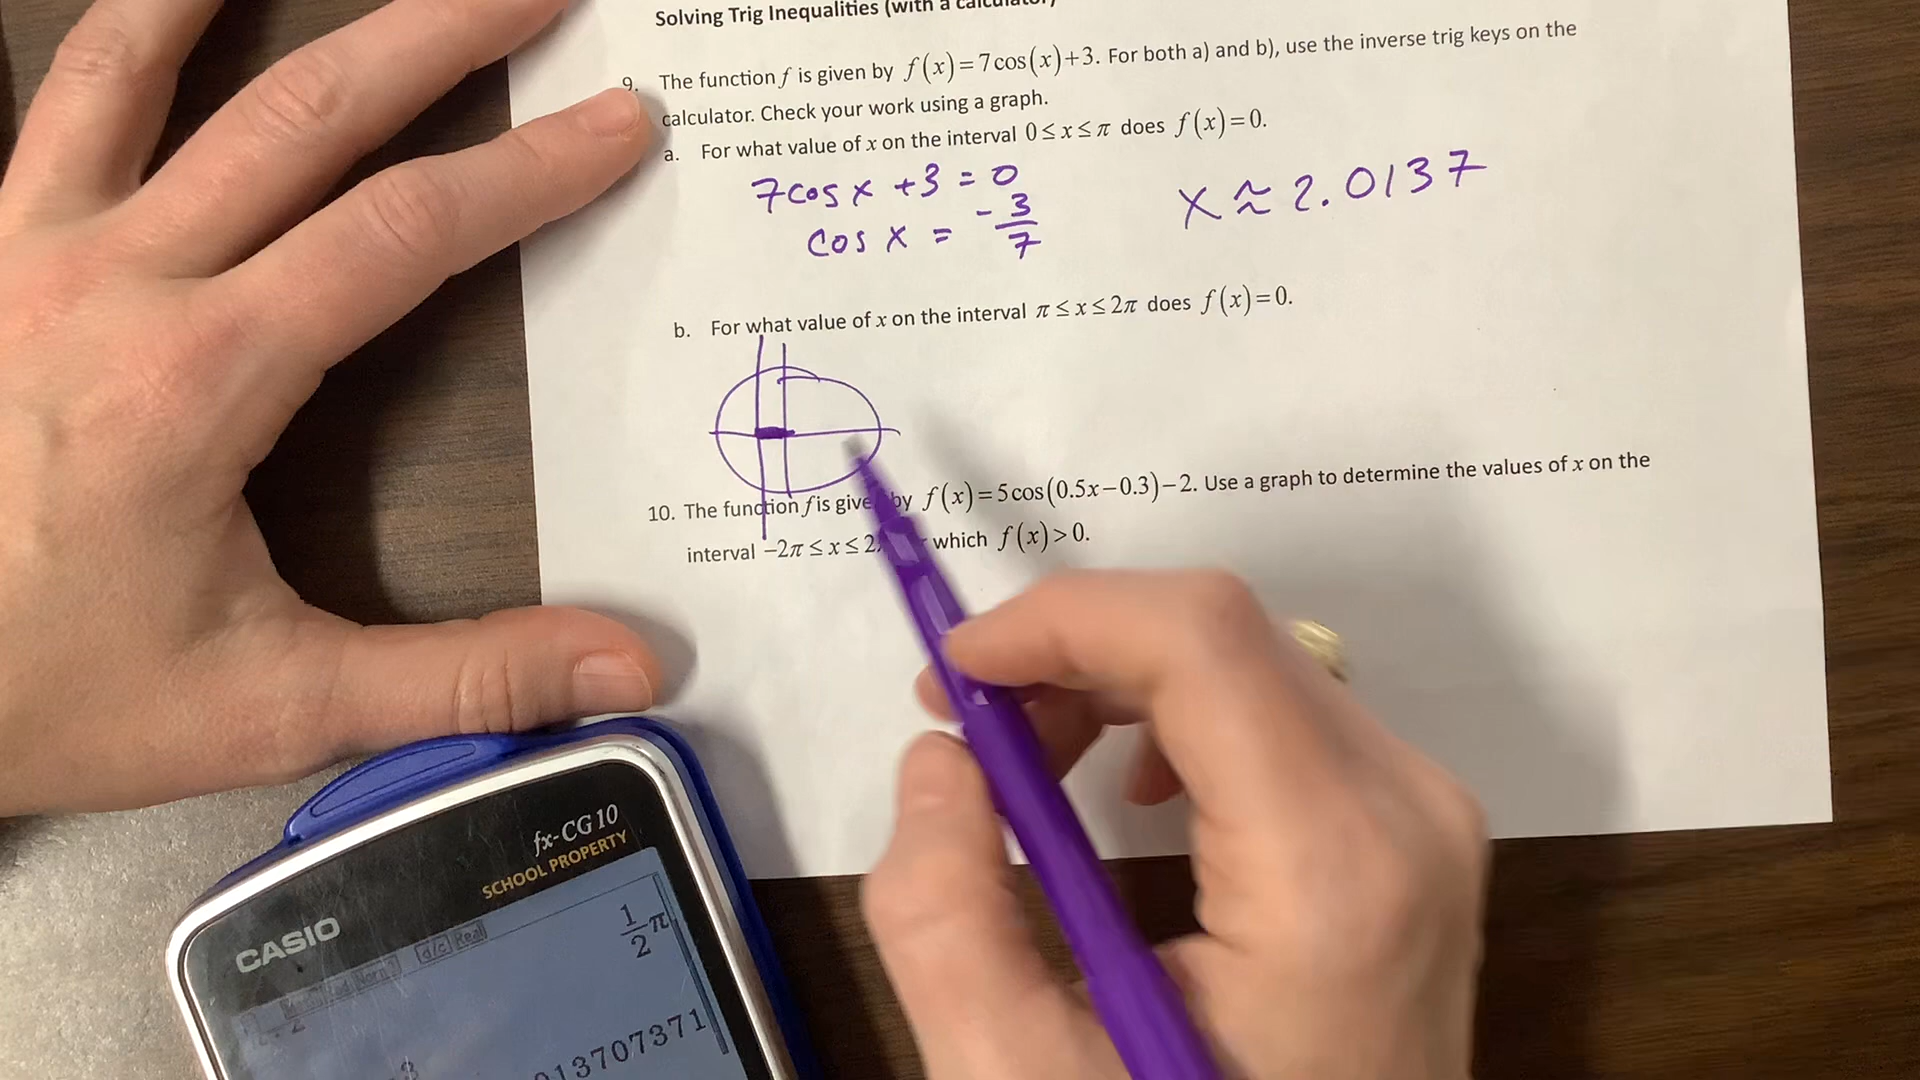 Solving Trig Inequalities (with a calculator)
9. The function f is given by f(x)=7cos(x)+3. For both a) and b), use the inverse trig keys on the
calculator. Check your work using a graph.
a. For what value of x on the interval 0≤x≤π does f(x)=0.
7cos x +3 = 0
cos x = -3/7
x ≈ 2.0137
b. For what value of x on the interval π≤x≤2π does f(x)=0.
10. The function f is given by f(x)=5cos(0.5x−0.3)−2. Use a graph to determine the values of x on the
interval −2π≤x≤2 which f(x)>0.
fx-CG10
SCHOOL PROPERTY
CASIO
d/c Real
1/2 π
013707371